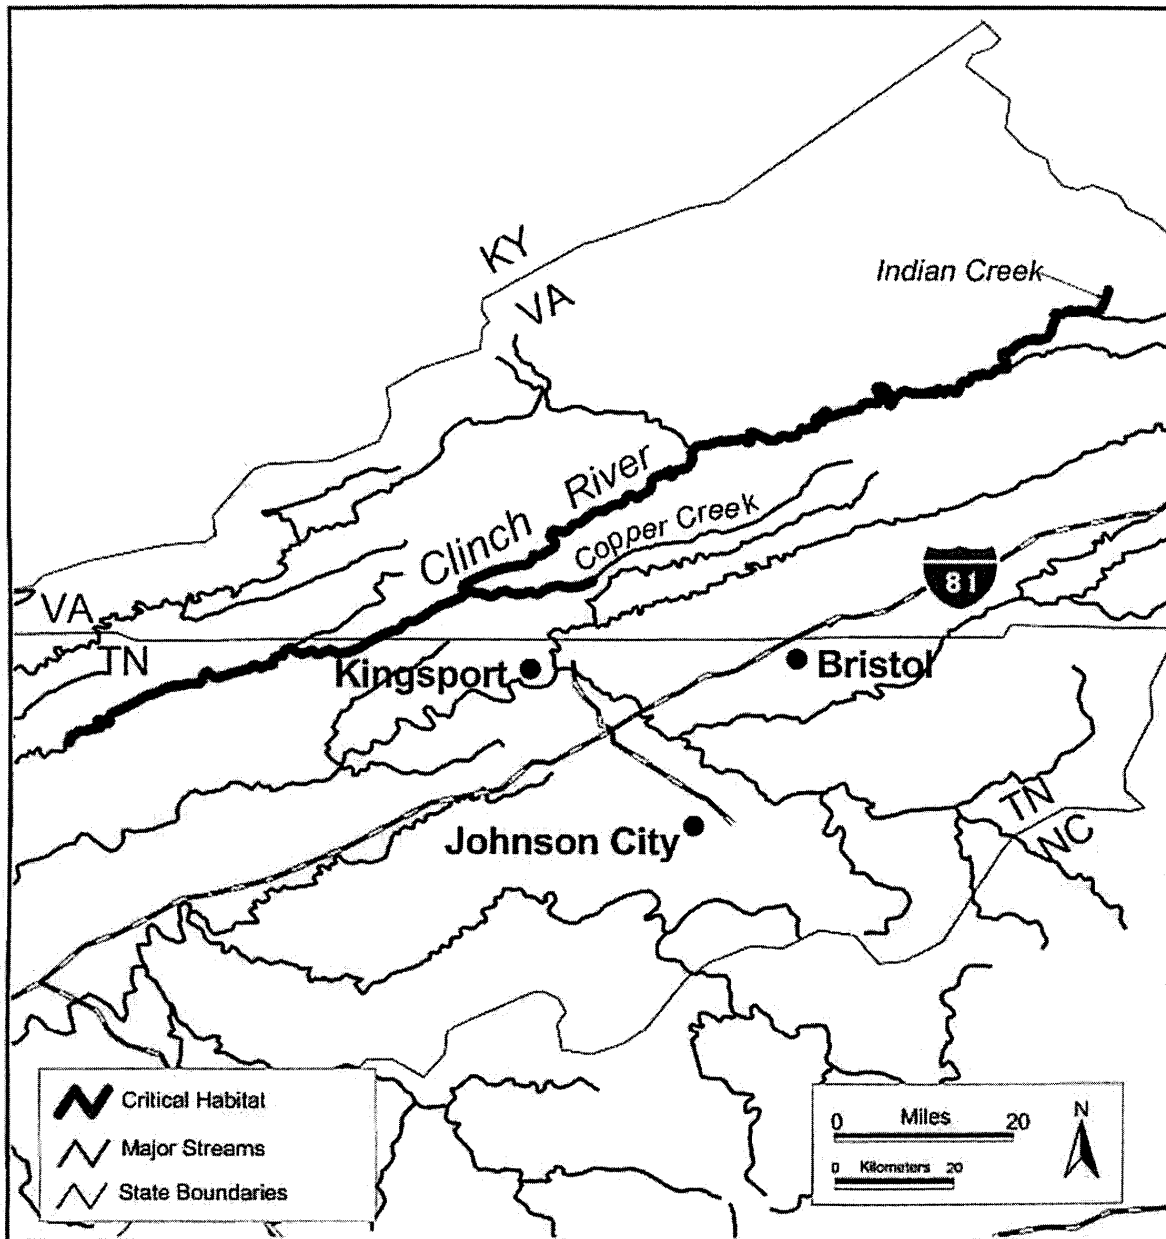 KY
VA
Indian Creek
Clinch River
Copper Creek
81
VA
TN
Kingsport
Bristol
TN
NC
Johnson City
Critical Habitat
Major Streams
State Boundaries
0 Miles 20
0 Kilometers 20
N